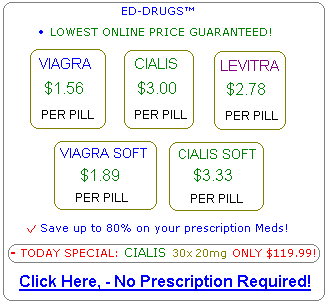 ED-DRUGS™
• LOWEST ONLINE PRICE GUARANTEED!
VIAGRA
$1.56
PER PILL
CIALIS
$3.00
PER PILL
LEVITRA
$2.78
PER PILL
VIAGRA SOFT
$1.89
PER PILL
CIALIS SOFT
$3.33
PER PILL
✓ Save up to 80% on your prescription Meds!
- TODAY SPECIAL: CIALIS 30x20mg ONLY $119.99!
Click Here, - No Prescription Required!